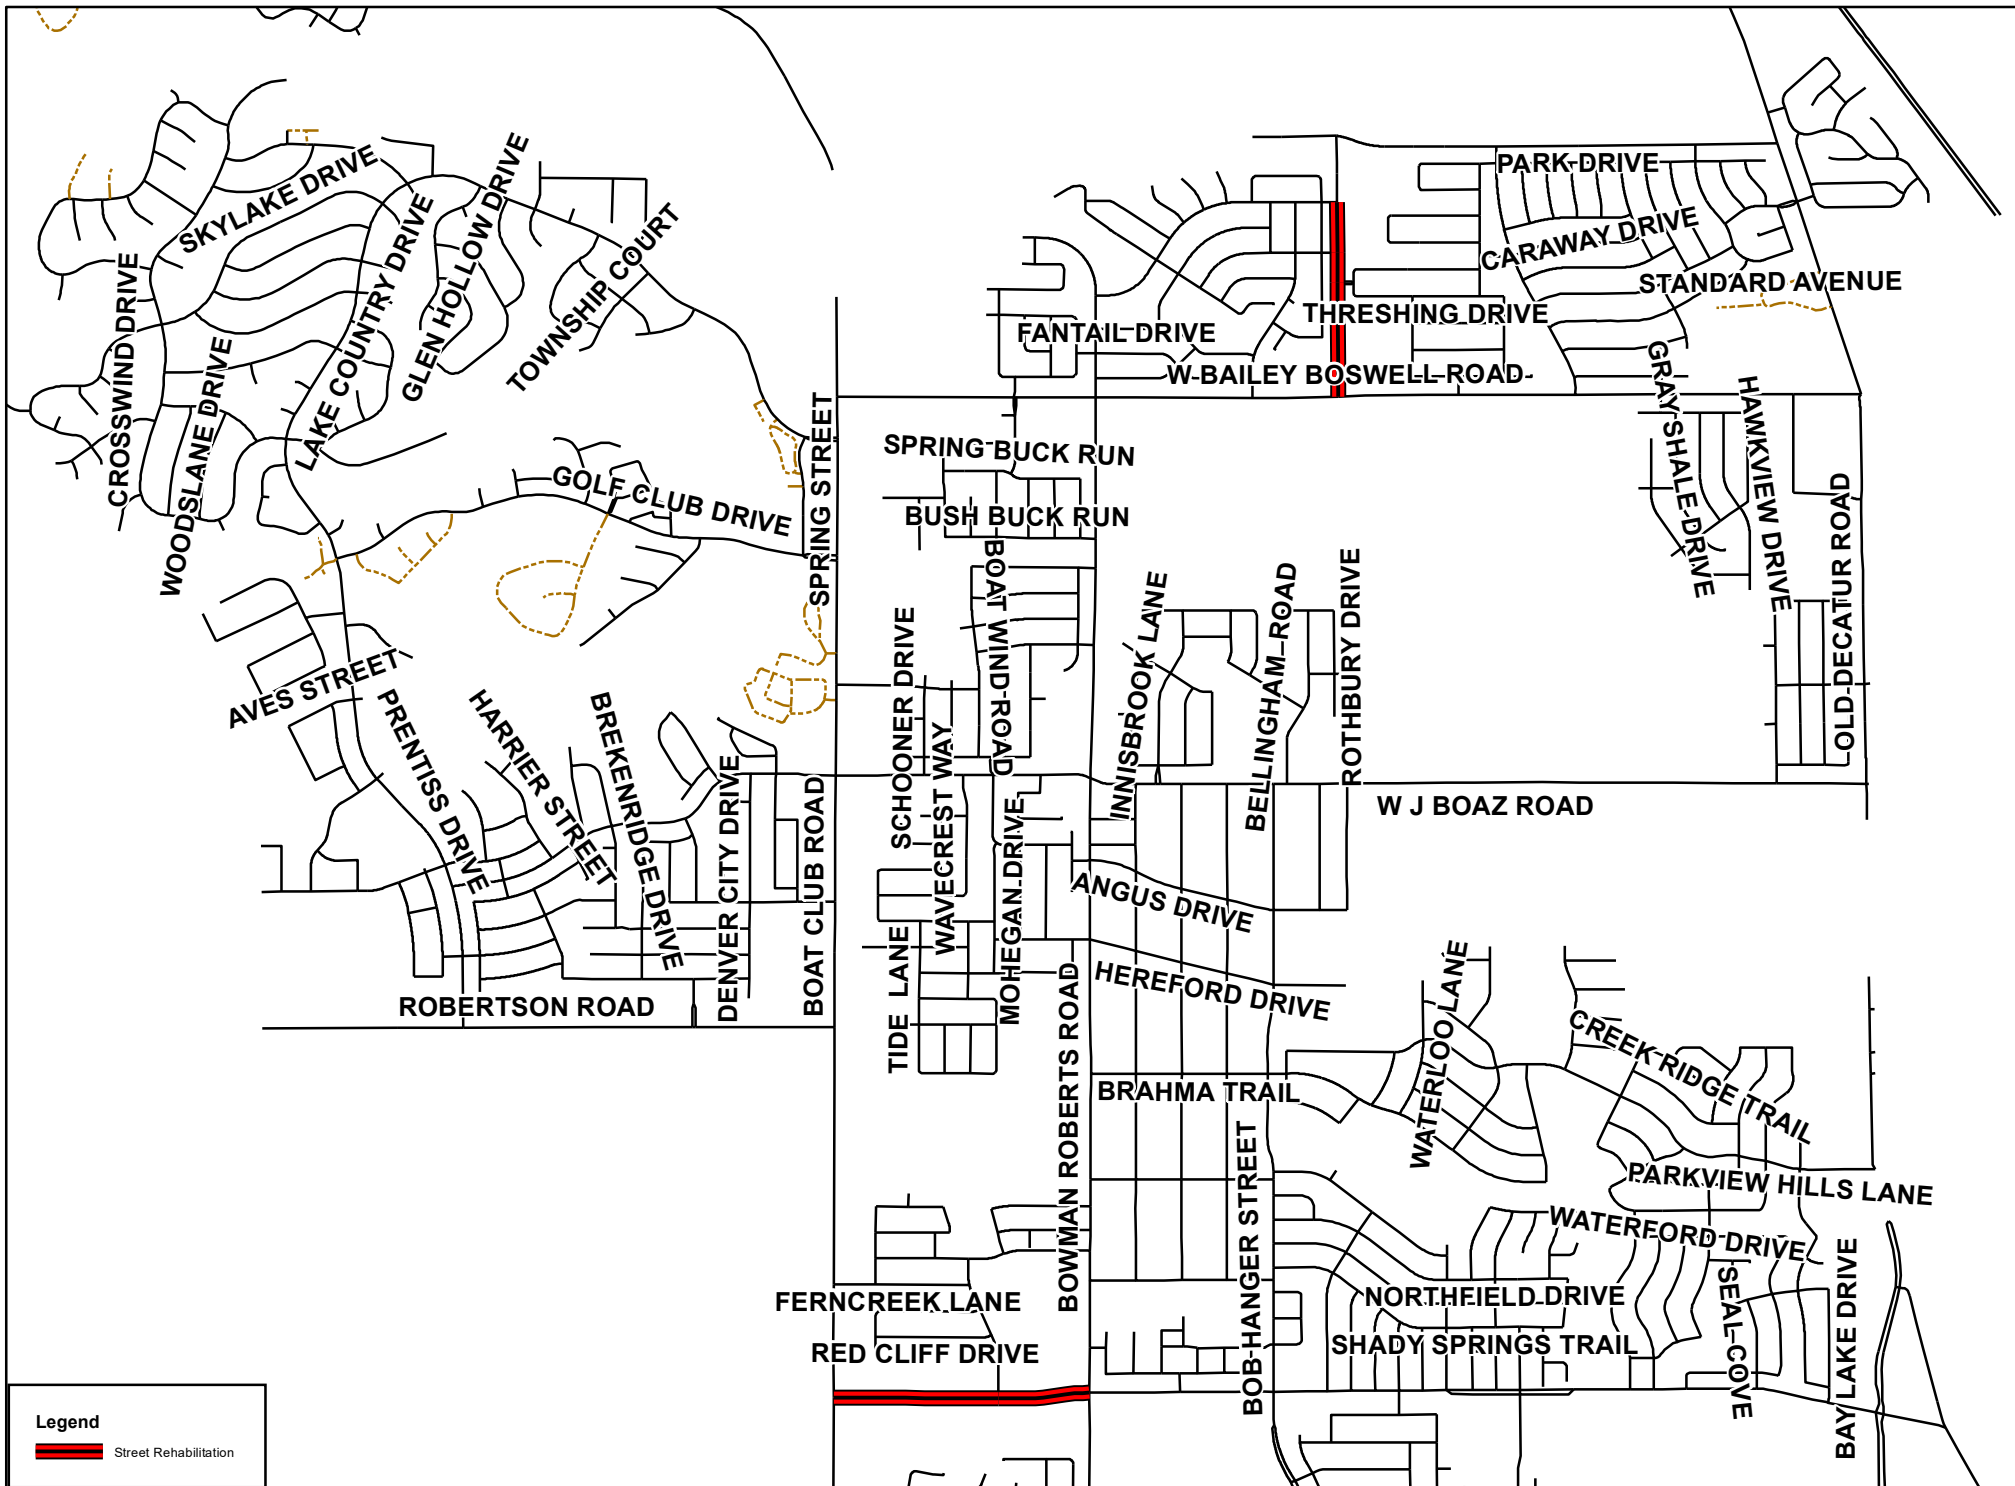 PARK DRIVE
SKYLAKE DRIVE
GLEN HOLLOW DRIVE
LAKE COUNTRY DRIVE
TOWNSHIP COURT
CARAWAY DRIVE
CROSSWIND DRIVE
STANDARD AVENUE
THRESHING DRIVE
FANTAIL DRIVE
W BAILEY BOSWELL ROAD
WOODSLANE DRIVE
GRAY SHALE DRIVE
HAWKVIEW DRIVE
SPRING STREET
SPRING BUCK RUN
GOLF CLUB DRIVE
BUSH BUCK RUN
OLD DECATUR ROAD
BOAT WIND ROAD
INNISBROOK LANE
BELLINGHAM ROAD
ROTHBURY DRIVE
SCHOONER DRIVE
AVES STREET
PRENTISS DRIVE
HARRIER STREET
BREKENRIDGE DRIVE
WAVECREST WAY
DENVER CITY DRIVE
BOAT CLUB ROAD
MOHEGAN DRIVE
W J BOAZ ROAD
ANGUS DRIVE
TIDE LANE
HEREFORD DRIVE
WATERLOO LANE
ROBERTSON ROAD
BOWMAN ROBERTS ROAD
CREEK RIDGE TRAIL
BRAHMA TRAIL
BOB HANGER STREET
PARKVIEW HILLS LANE
WATERFORD DRIVE
BAY LAKE DRIVE
SEAL COVE
NORTHFIELD DRIVE
FERNCREEK LANE
SHADY SPRINGS TRAIL
RED CLIFF DRIVE
Legend
Street Rehabilitation